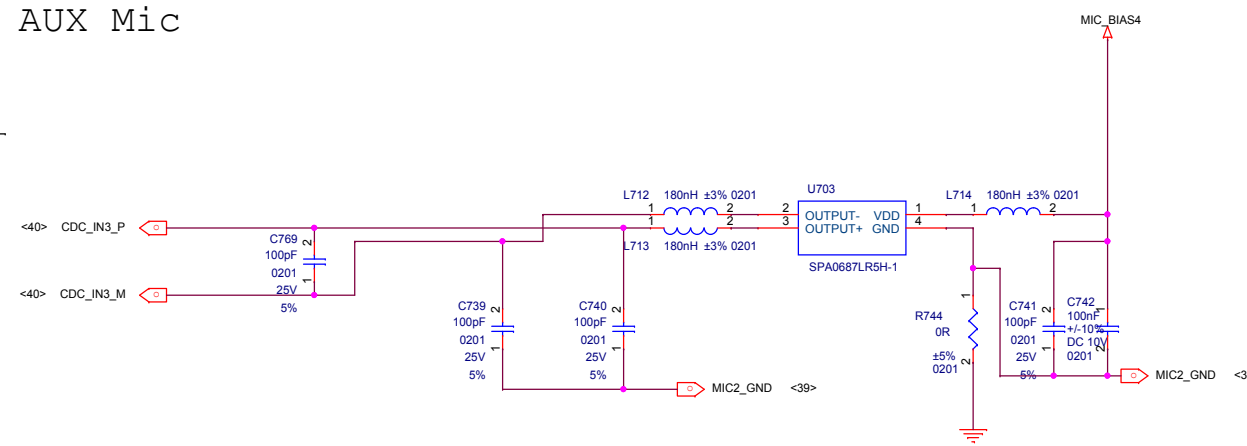 AUX Mic
MIC_BIAS4
L712 180nH ±3% 0201
U703
L714 180nH ±3% 0201
1 2 2 OUTPUT- VDD 1 1 2
1 2 3 OUTPUT+ GND 4
<40> CDC_IN3_P
L713 180nH ±3% 0201
SPA0687LR5H-1
C769
100pF
0201
25V
5%
2
1
<40> CDC_IN3_M
C739
100pF
0201
25V
5%
2
1
C740
100pF
0201
25V
5%
2
1
R744
0R
±5%
0201
1
2
C741
100pF
0201
25V
5%
2
1
C742
100nF
+/-10%
DC 10V
0201
1
2
MIC2_GND <39>
MIC2_GND <3